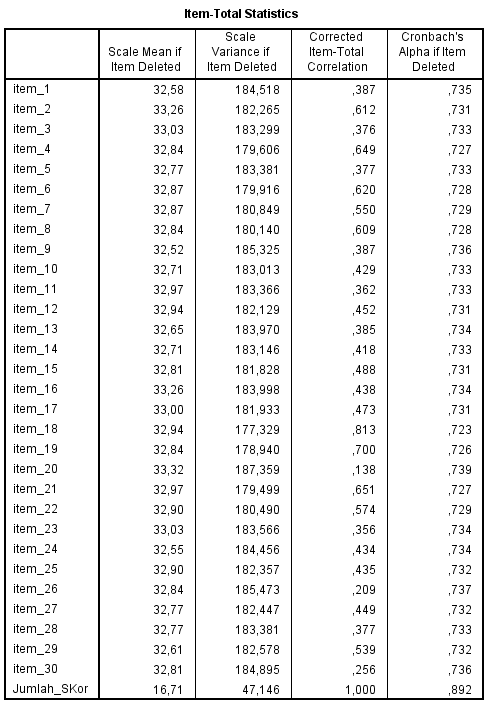 Item-Total Statistics
Scale Mean if Item Deleted Scale Variance if Item Deleted Corrected Item-Total Correlation Cronbach's Alpha if Item Deleted
item_1 32,58 184,518 ,387 ,735
item_2 33,26 182,265 ,612 ,731
item_3 33,03 183,299 ,376 ,733
item_4 32,84 179,606 ,649 ,727
item_5 32,77 183,381 ,377 ,733
item_6 32,87 179,916 ,620 ,728
item_7 32,87 180,849 ,550 ,729
item_8 32,84 180,140 ,609 ,728
item_9 32,52 185,325 ,387 ,736
item_10 32,71 183,013 ,429 ,733
item_11 32,97 183,366 ,362 ,733
item_12 32,94 182,129 ,452 ,731
item_13 32,65 183,970 ,385 ,734
item_14 32,71 183,146 ,418 ,733
item_15 32,81 181,828 ,488 ,731
item_16 33,26 183,998 ,438 ,734
item_17 33,00 181,933 ,473 ,731
item_18 32,94 177,329 ,813 ,723
item_19 32,84 178,940 ,700 ,726
item_20 33,32 187,359 ,138 ,739
item_21 32,97 179,499 ,651 ,727
item_22 32,90 180,490 ,574 ,729
item_23 33,03 183,566 ,356 ,734
item_24 32,55 184,456 ,434 ,734
item_25 32,90 182,357 ,435 ,732
item_26 32,84 185,473 ,209 ,737
item_27 32,77 182,447 ,449 ,732
item_28 32,77 183,381 ,377 ,733
item_29 32,61 182,578 ,539 ,732
item_30 32,81 184,895 ,256 ,736
Jumlah_SKor 16,71 47,146 1,000 ,892